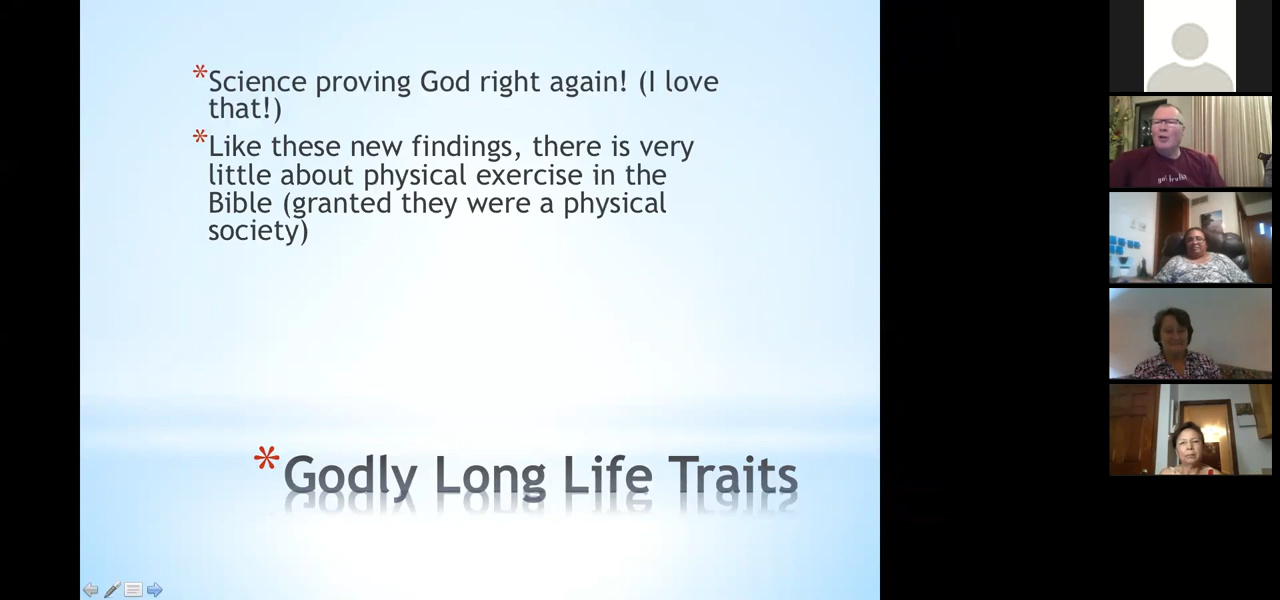 *Science proving God right again! (I love
that!)
*Like these new findings, there is very
little about physical exercise in the
Bible (granted they were a physical
society)
*Godly Long Life Traits